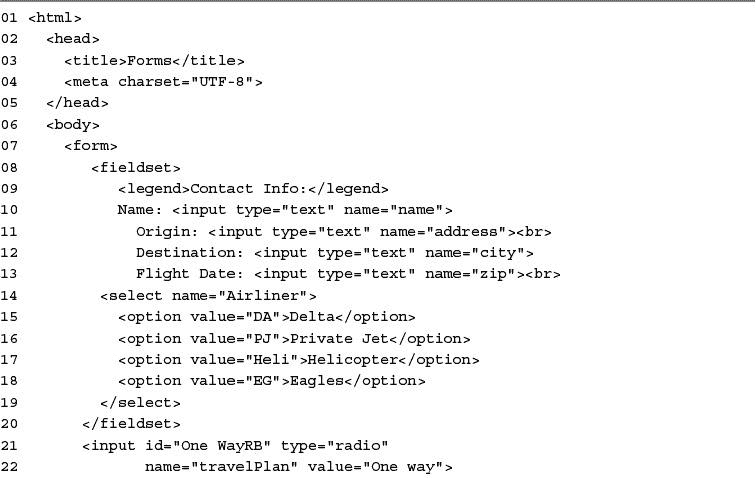 01 <html>
02   <head>
03     <title>Forms</title>
04     <meta charset="UTF-8">
05   </head>
06   <body>
07     <form>
08        <fieldset>
09           <legend>Contact Info:</legend>
10           Name: <input type="text" name="name">
11             Origin: <input type="text" name="address"><br>
12             Destination: <input type="text" name="city">
13             Flight Date: <input type="text" name="zip"><br>
14         <select name="Airliner">
15           <option value="DA">Delta</option>
16           <option value="PJ">Private Jet</option>
17           <option value="Heli">Helicopter</option>
18           <option value="EG">Eagles</option>
19         </select>
20       </fieldset>
21       <input id="One WayRB" type="radio"
22              name="travelPlan" value="One way">